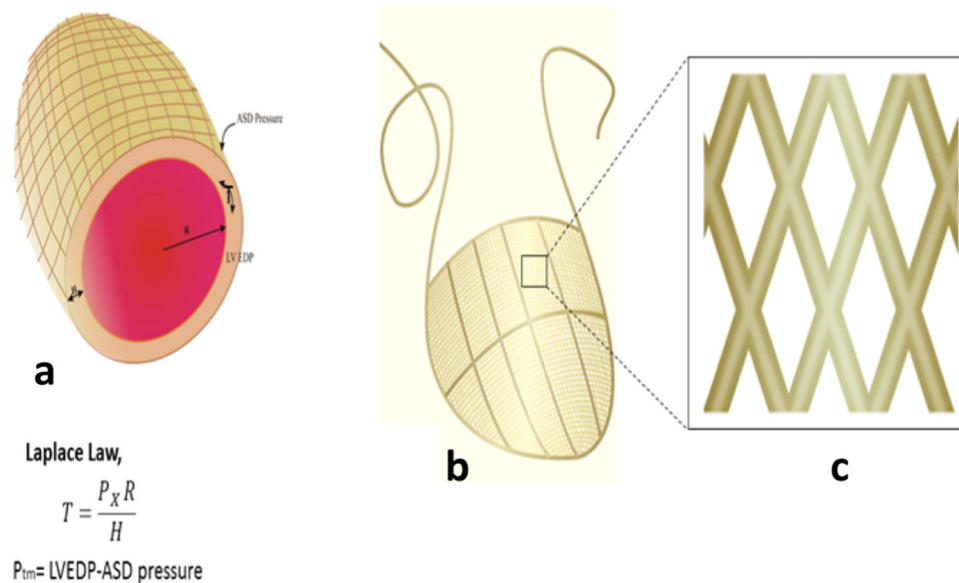 ASD Pressure
T
R
LV EDP
H
a
b
c
Laplace Law,
T = P_X R / H
P_tm= LVEDP-ASD pressure